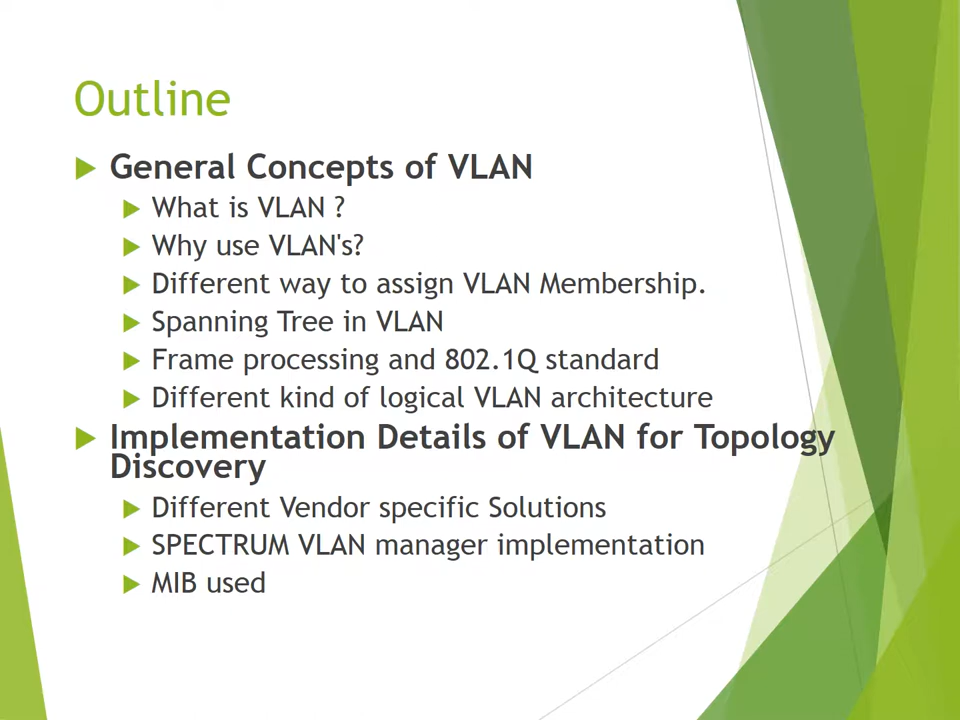 Outline
General Concepts of VLAN
What is VLAN ?
Why use VLAN's?
Different way to assign VLAN Membership.
Spanning Tree in VLAN
Frame processing and 802.1Q standard
Different kind of logical VLAN architecture
Implementation Details of VLAN for Topology
Discovery
Different Vendor specific Solutions
SPECTRUM VLAN manager implementation
MIB used